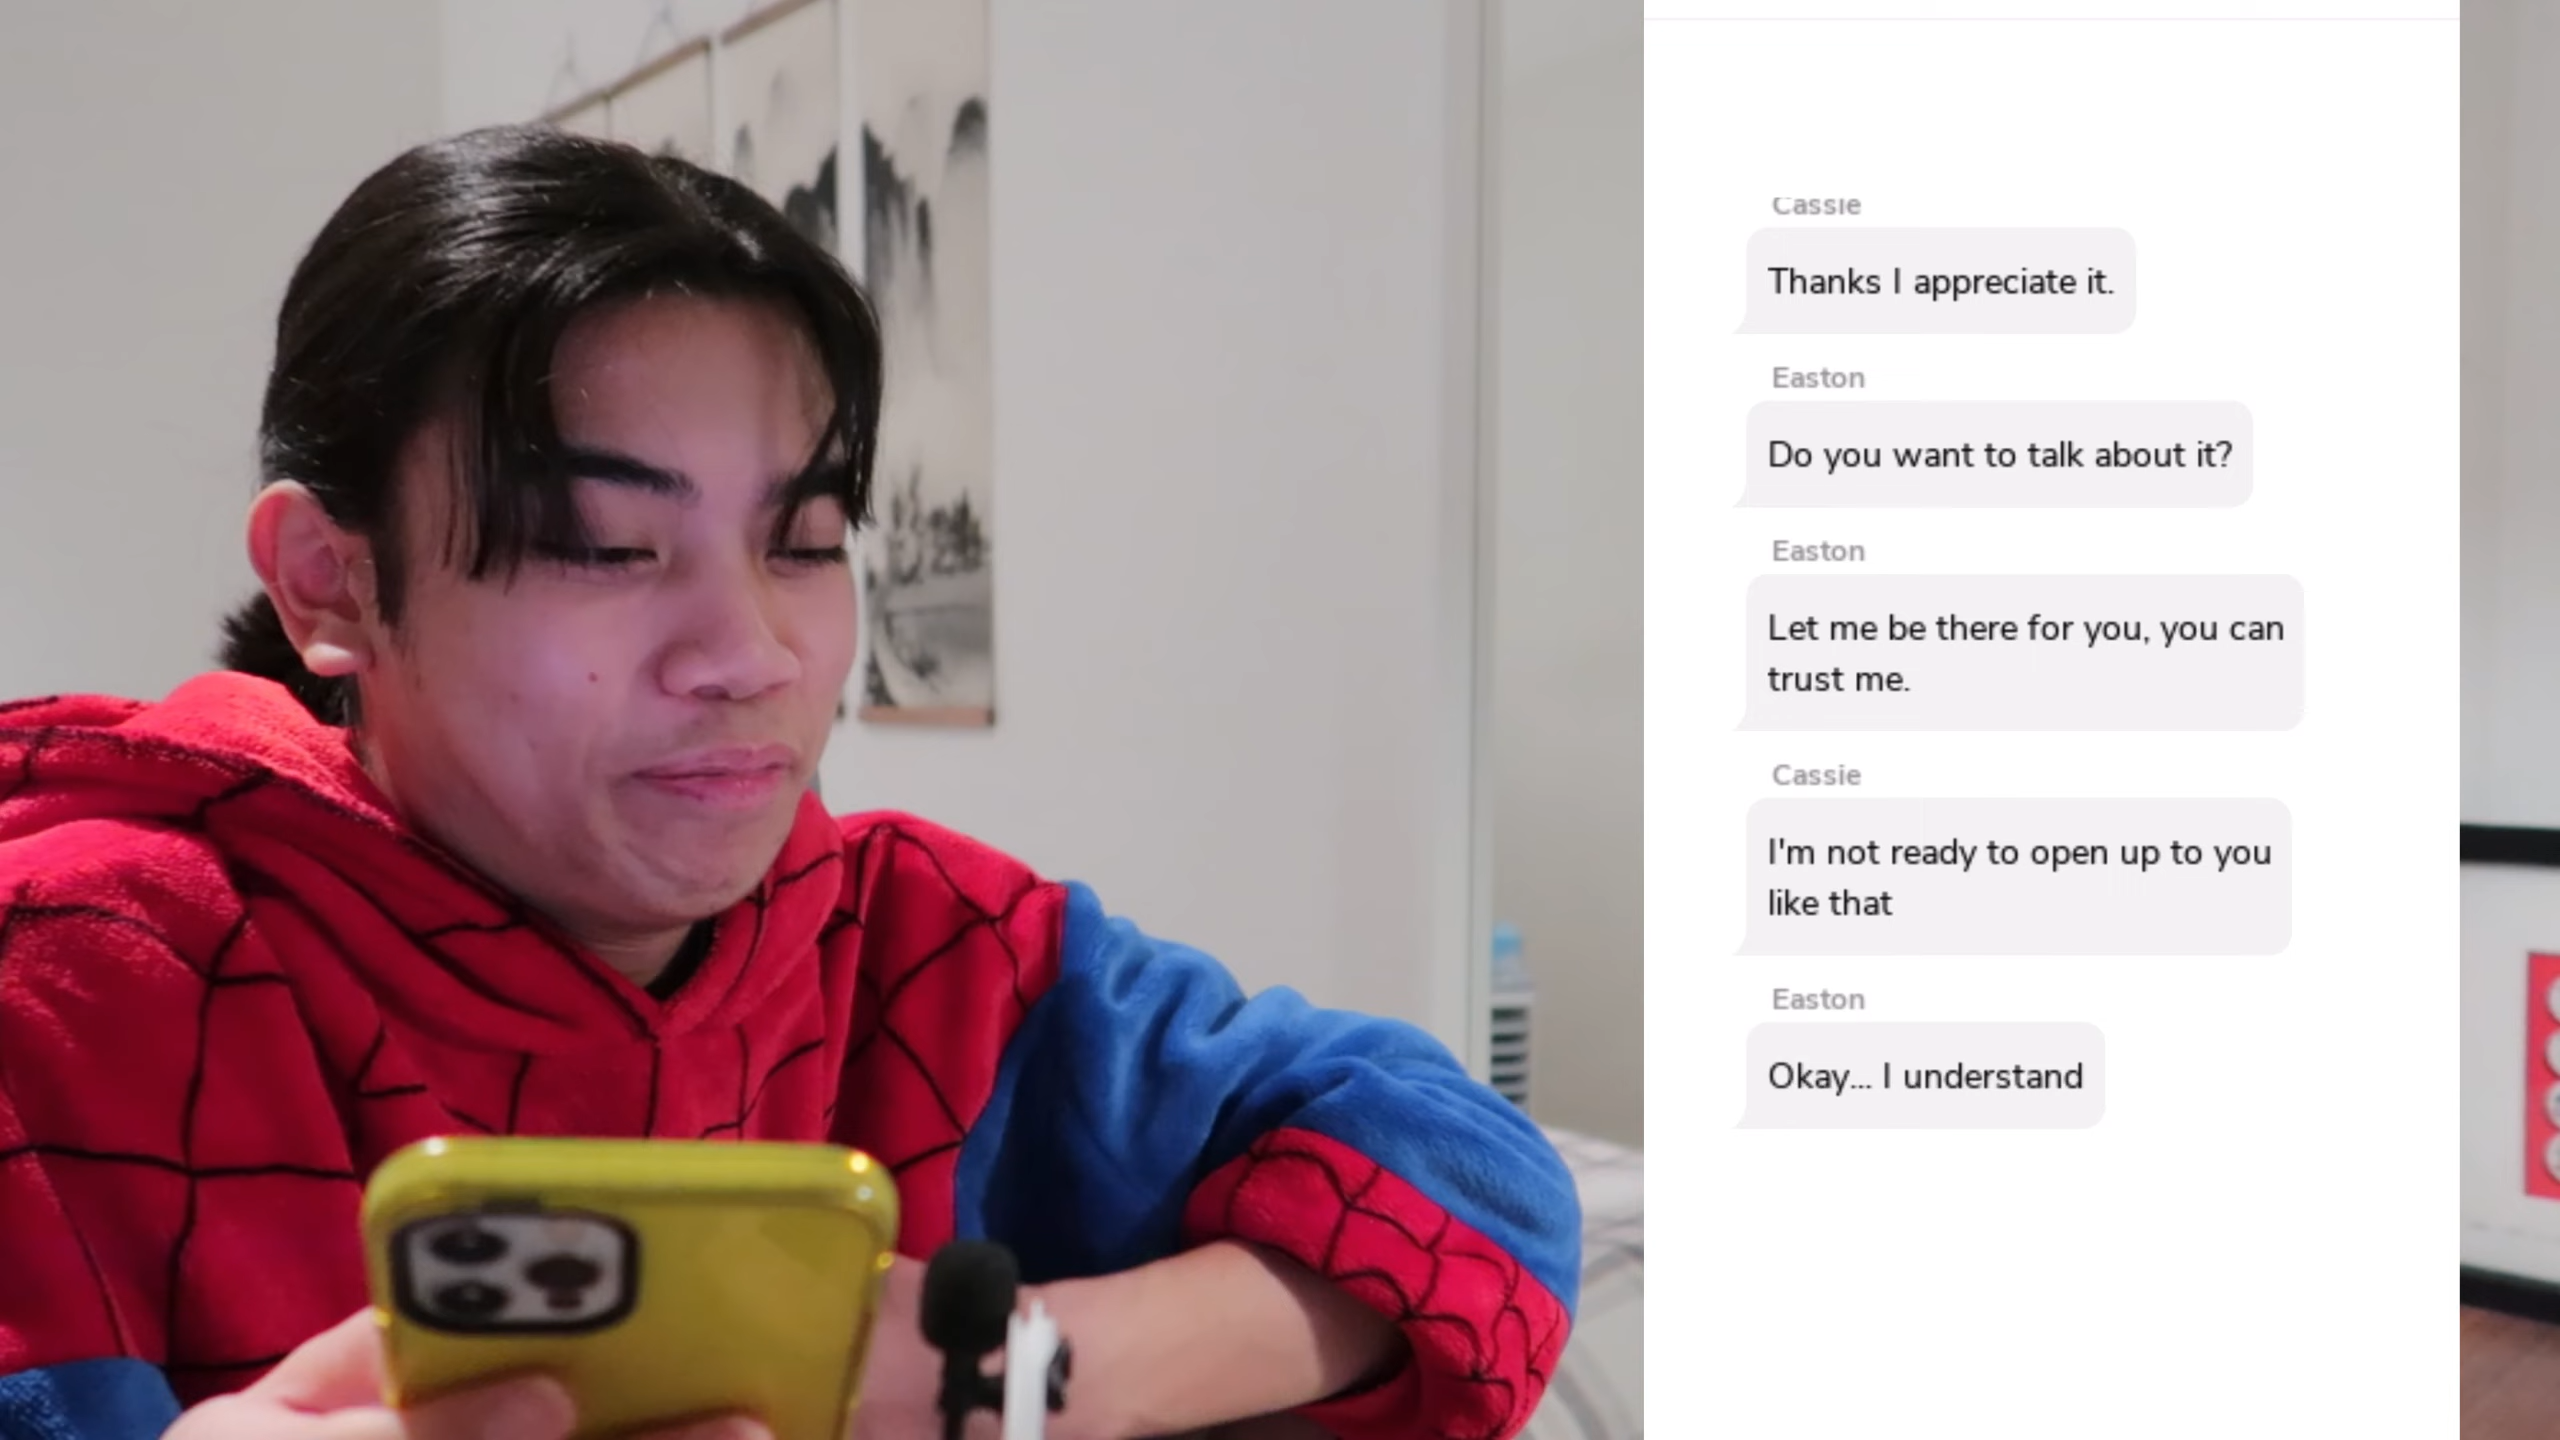 Cassie
Thanks I appreciate it.
Easton
Do you want to talk about it?
Easton
Let me be there for you, you can
trust me.
Cassie
I'm not ready to open up to you
like that
Easton
Okay... I understand